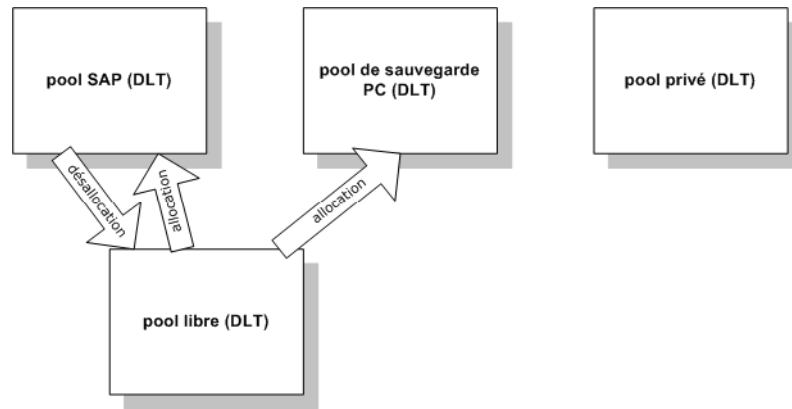 pool SAP (DLT)
pool de sauvegarde
PC (DLT)
pool privé (DLT)
désallocation
allocation
allocation
pool libre (DLT)